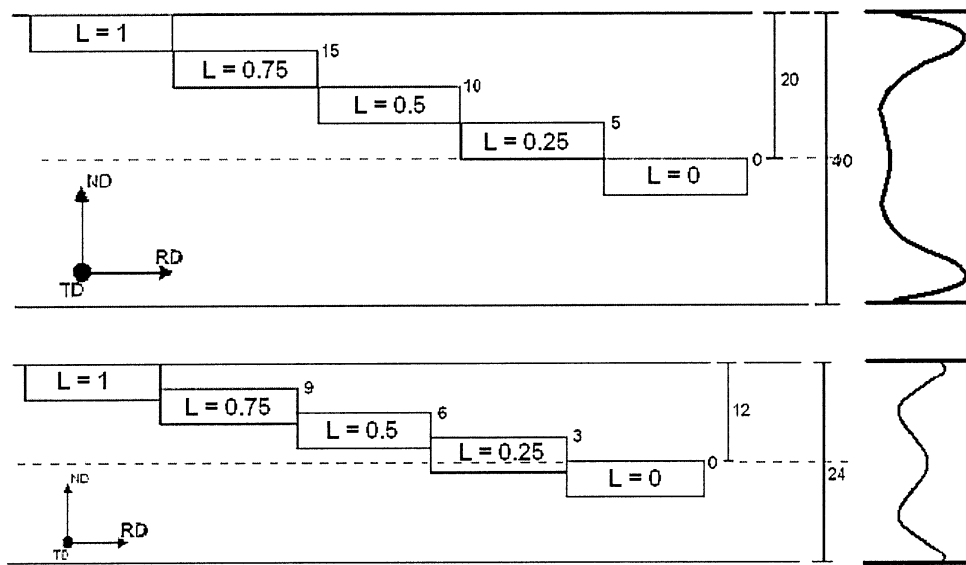 L = 1
L = 0.75
15
L = 0.5
10
L = 0.25
5
L = 0
0
20
40
ND
RD
TD
L = 1
L = 0.75
9
L = 0.5
6
L = 0.25
3
L = 0
0
12
24
ND
RD
TD